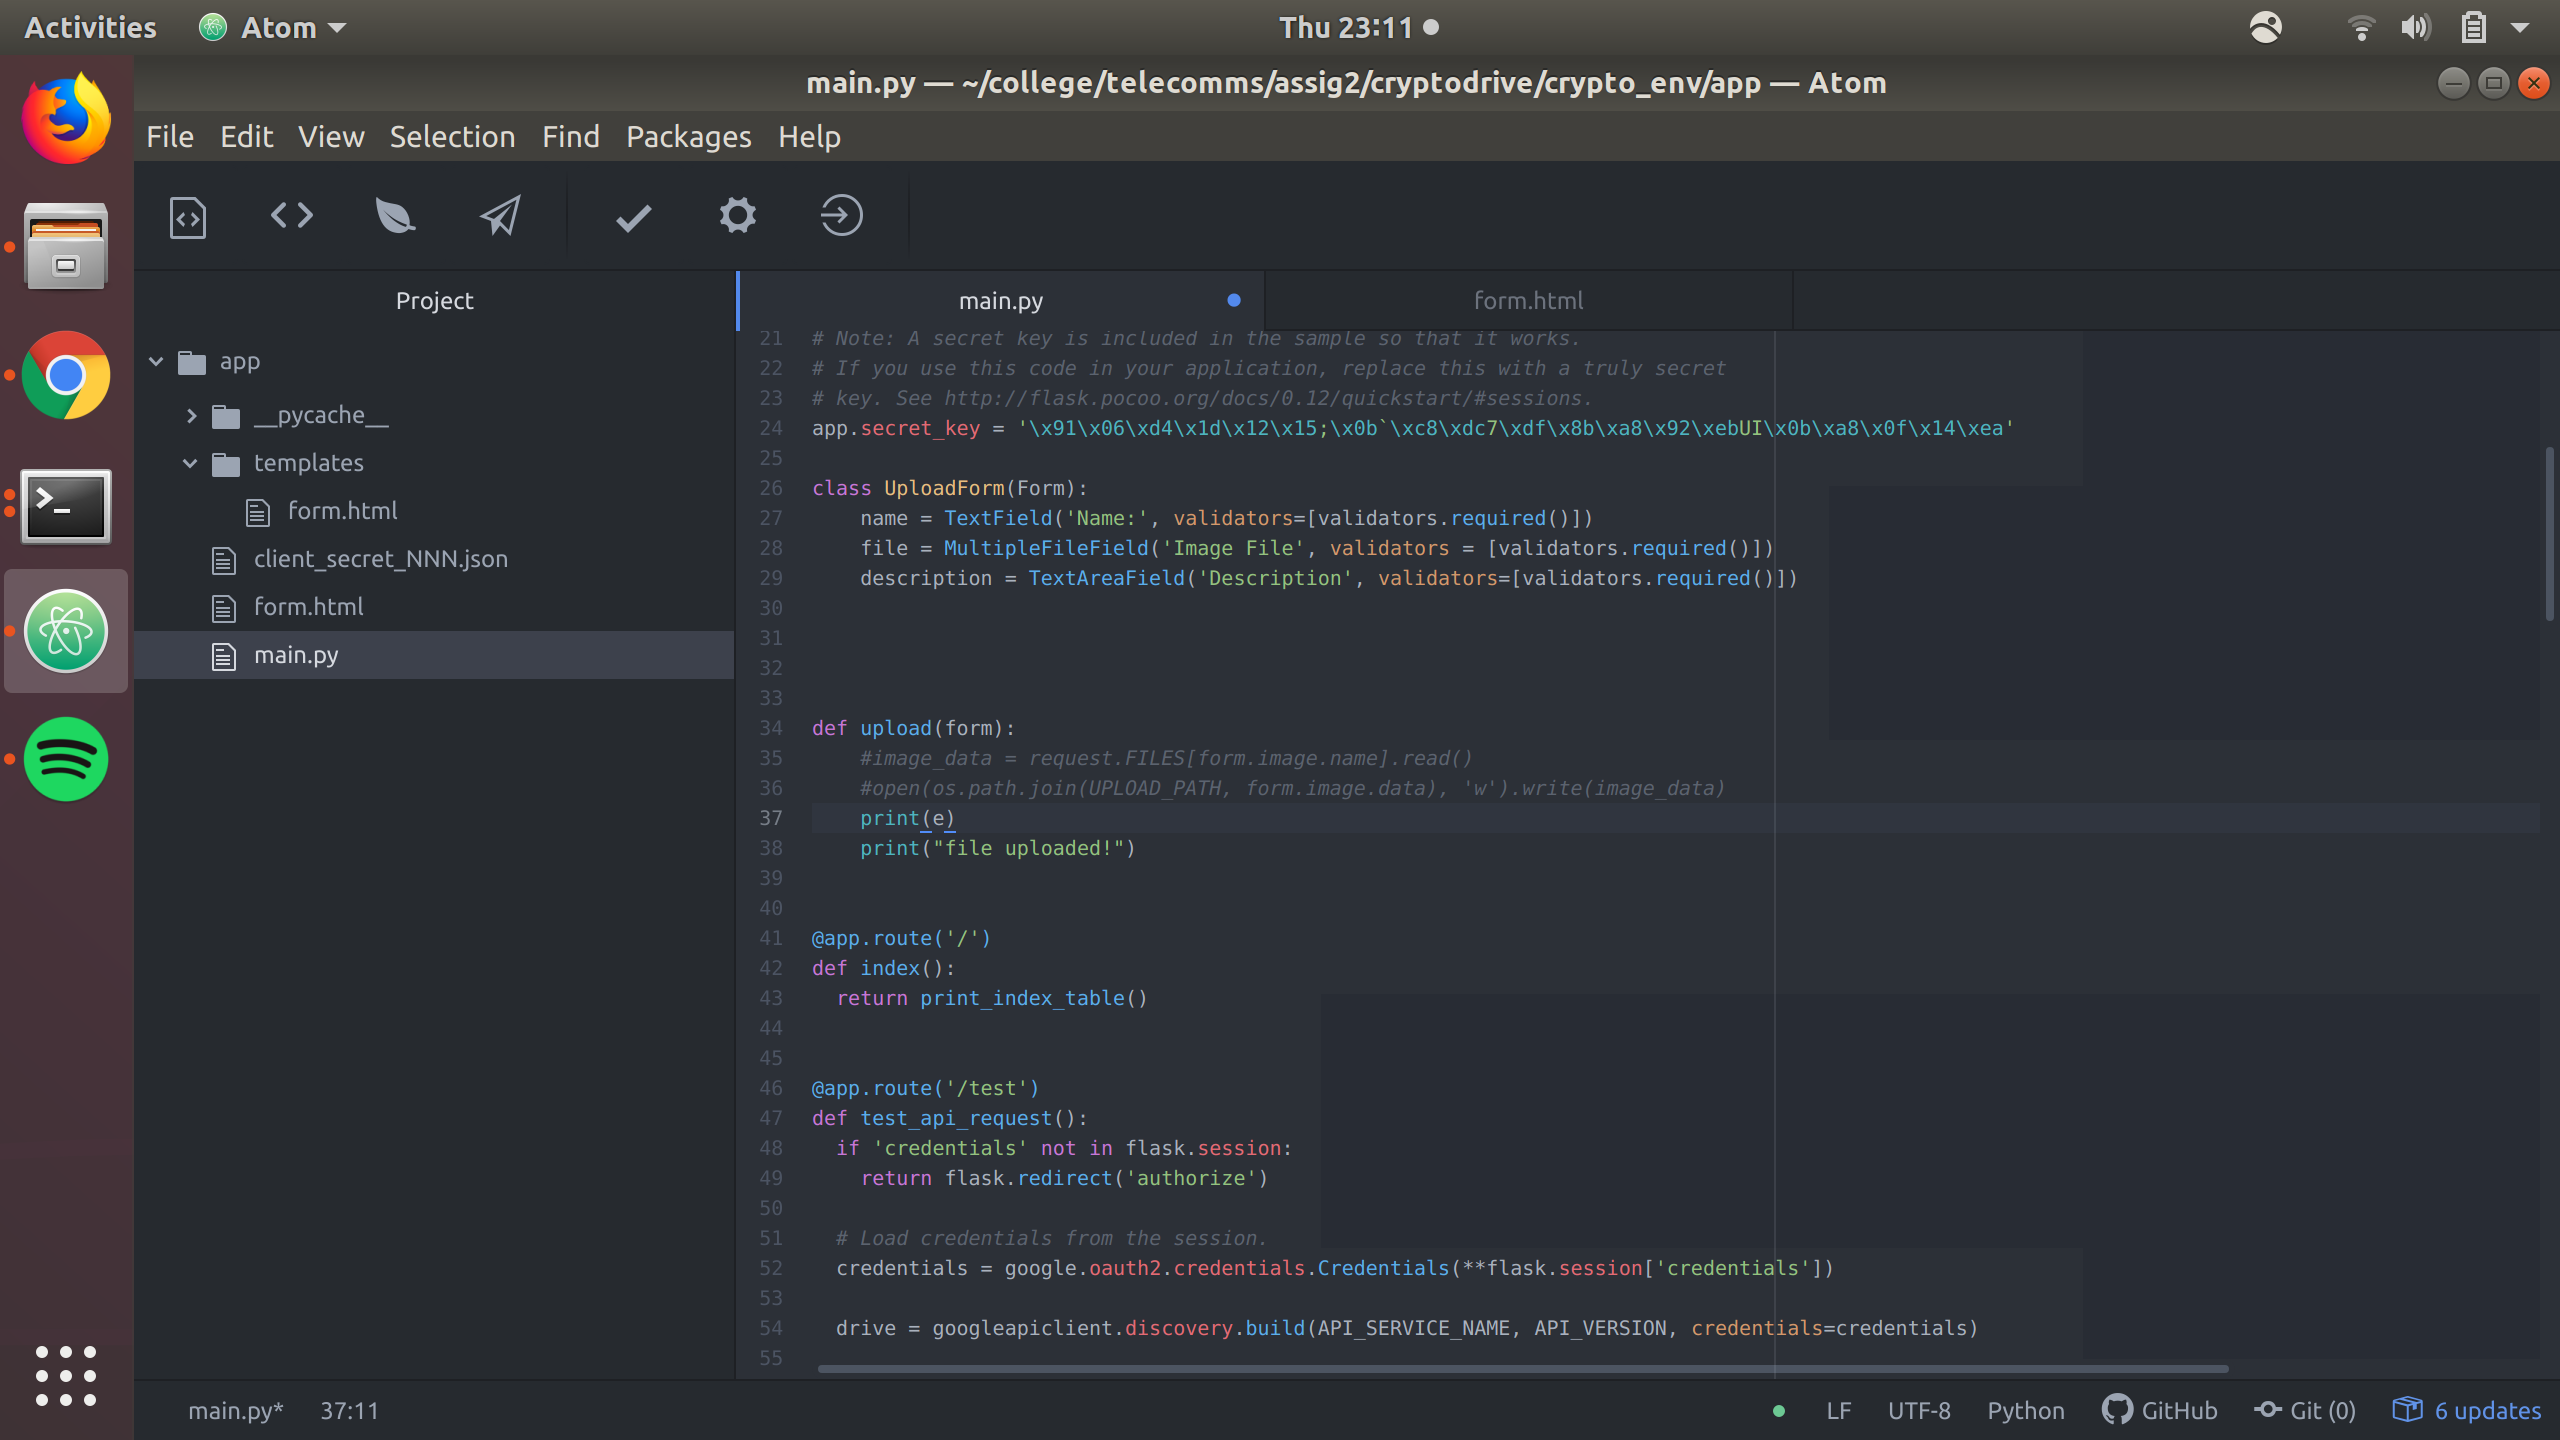 Activities Atom Thu 23:11
main.py — ~/college/telecomms/assig2/cryptodrive/crypto_env/app — Atom
File Edit View Selection Find Packages Help
Project
app
__pycache__
templates
form.html
client_secret_NNN.json
form.html
main.py
main.py form.html
21 # Note: A secret key is included in the sample so that it works.
22 # If you use this code in your application, replace this with a truly secret
23 # key. See http://flask.pocoo.org/docs/0.12/quickstart/#sessions.
24 app.secret_key = '\x91\x06\xd4\x1d\x12\x15;\x0b`\xc8\xdc7\xdf\x8b\xa8\x92\xebUI\x0b\xa8\x0f\x14\xea'
25
26 class UploadForm(Form):
27     name = TextField('Name:', validators=[validators.required()])
28     file = MultipleFileField('Image File', validators = [validators.required()])
29     description = TextAreaField('Description', validators=[validators.required()])
30
31
32
33
34 def upload(form):
35     #image_data = request.FILES[form.image.name].read()
36     #open(os.path.join(UPLOAD_PATH, form.image.data), 'w').write(image_data)
37     print(e)
38     print("file uploaded!")
39
40
41 @app.route('/')
42 def index():
43   return print_index_table()
44
45
46 @app.route('/test')
47 def test_api_request():
48   if 'credentials' not in flask.session:
49     return flask.redirect('authorize')
50
51   # Load credentials from the session.
52   credentials = google.oauth2.credentials.Credentials(**flask.session['credentials'])
53
54   drive = googleapiclient.discovery.build(API_SERVICE_NAME, API_VERSION, credentials=credentials)
55
main.py* 37:11 LF UTF-8 Python GitHub Git (0) 6 updates